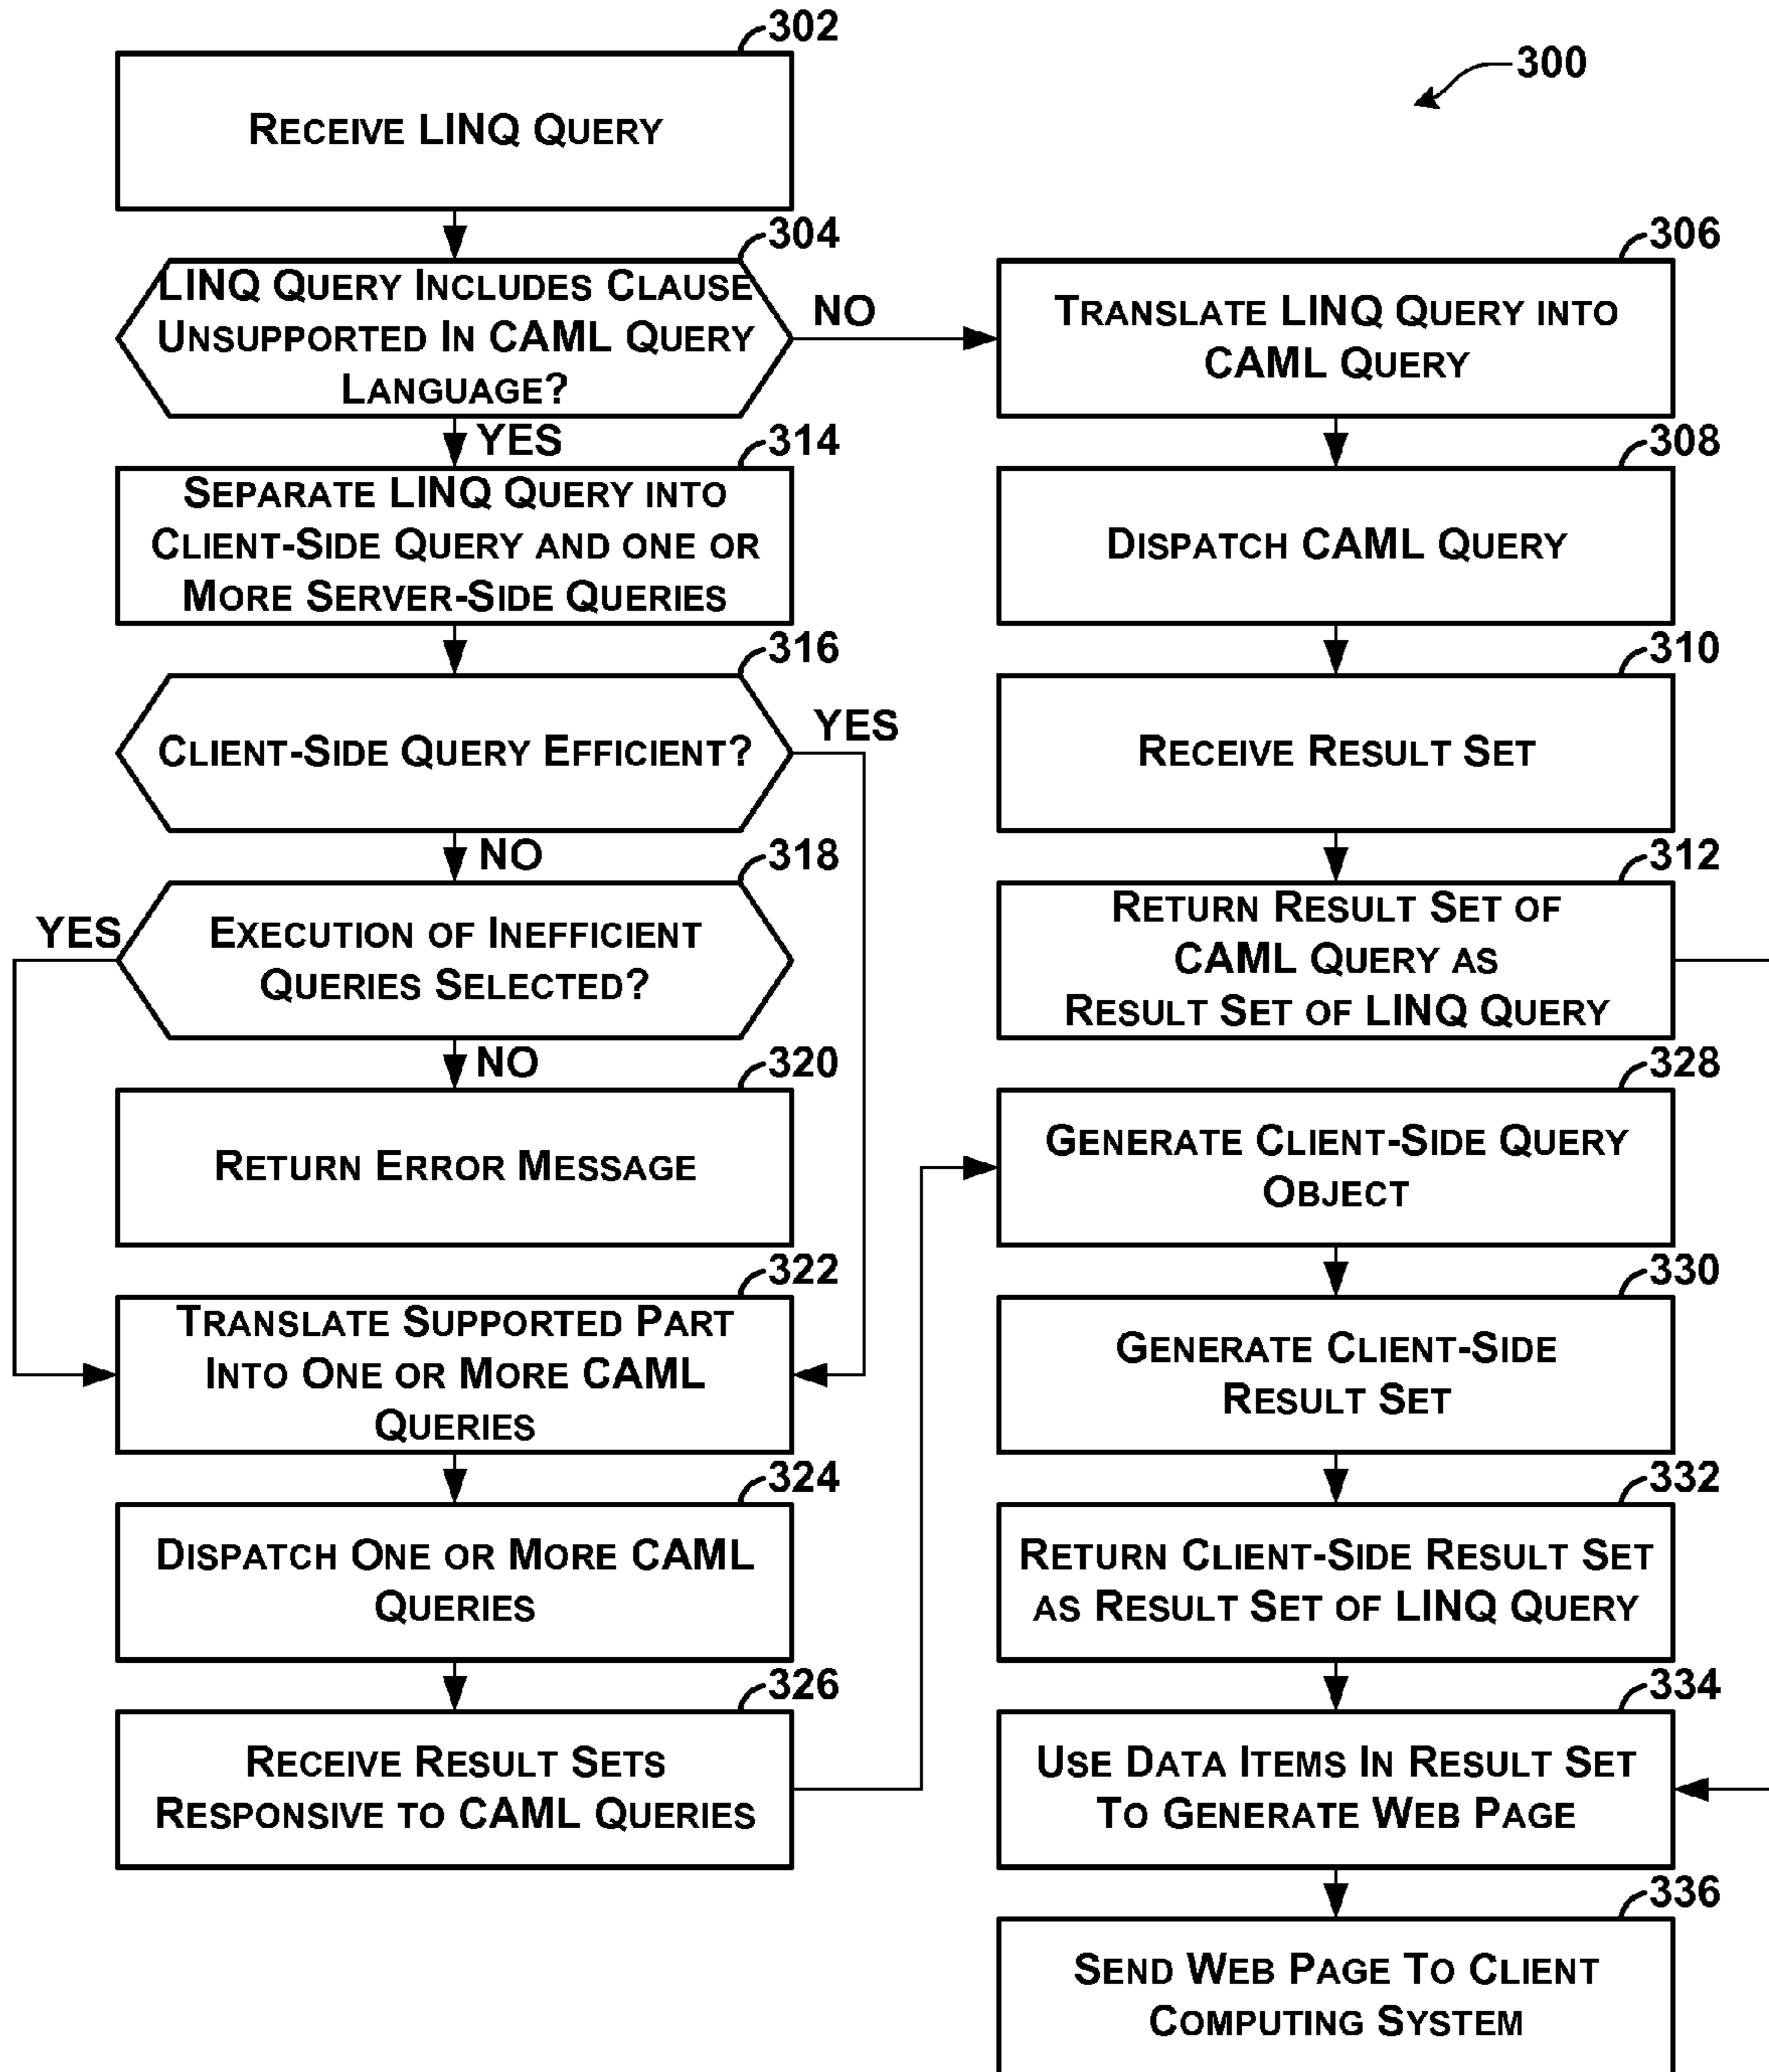 302
RECEIVE LINQ QUERY
300
304
LINQ QUERY INCLUDES CLAUSE
UNSUPPORTED IN CAML QUERY
LANGUAGE?
NO
YES
306
TRANSLATE LINQ QUERY INTO
CAML QUERY
308
DISPATCH CAML QUERY
310
RECEIVE RESULT SET
312
RETURN RESULT SET OF
CAML QUERY AS
RESULT SET OF LINQ QUERY
314
SEPARATE LINQ QUERY INTO
CLIENT-SIDE QUERY AND ONE OR
MORE SERVER-SIDE QUERIES
316
CLIENT-SIDE QUERY EFFICIENT?
YES
NO
318
EXECUTION OF INEFFICIENT
QUERIES SELECTED?
YES
NO
320
RETURN ERROR MESSAGE
322
TRANSLATE SUPPORTED PART
INTO ONE OR MORE CAML
QUERIES
324
DISPATCH ONE OR MORE CAML
QUERIES
326
RECEIVE RESULT SETS
RESPONSIVE TO CAML QUERIES
328
GENERATE CLIENT-SIDE QUERY
OBJECT
330
GENERATE CLIENT-SIDE
RESULT SET
332
RETURN CLIENT-SIDE RESULT SET
AS RESULT SET OF LINQ QUERY
334
USE DATA ITEMS IN RESULT SET
TO GENERATE WEB PAGE
336
SEND WEB PAGE TO CLIENT
COMPUTING SYSTEM